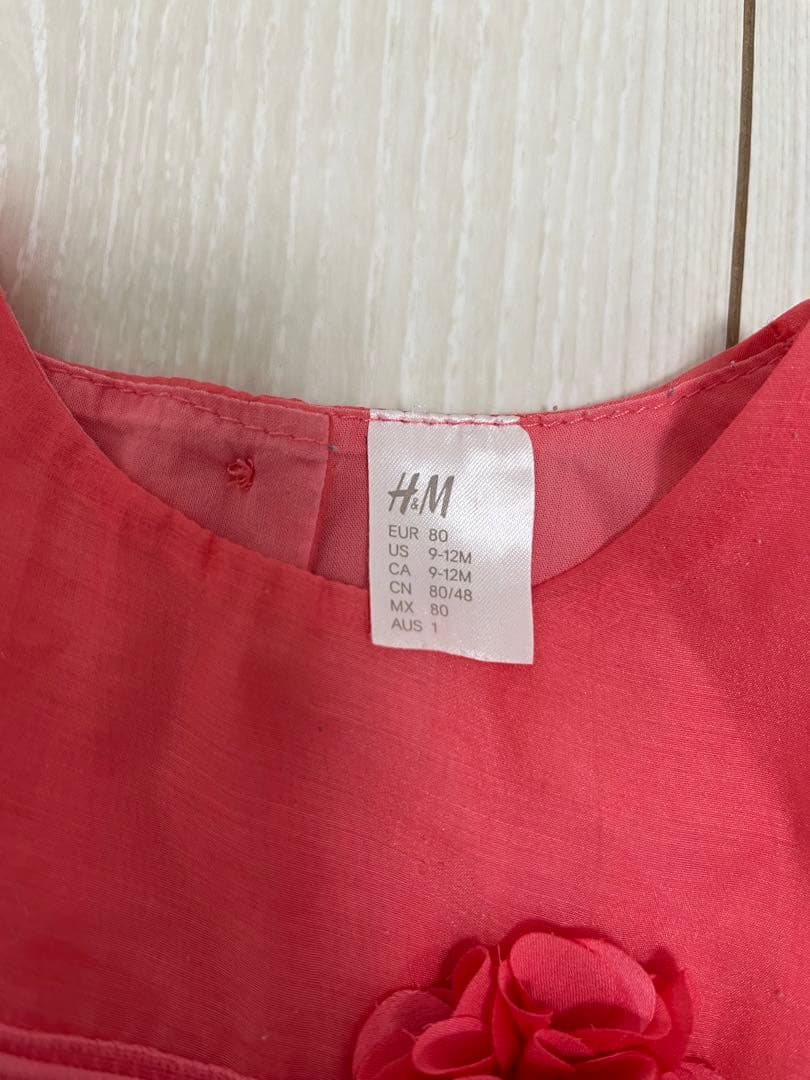 H&M
EUR 80
US 9-12M
CA 9-12M
CN 80/48
MX 80
AUS 1